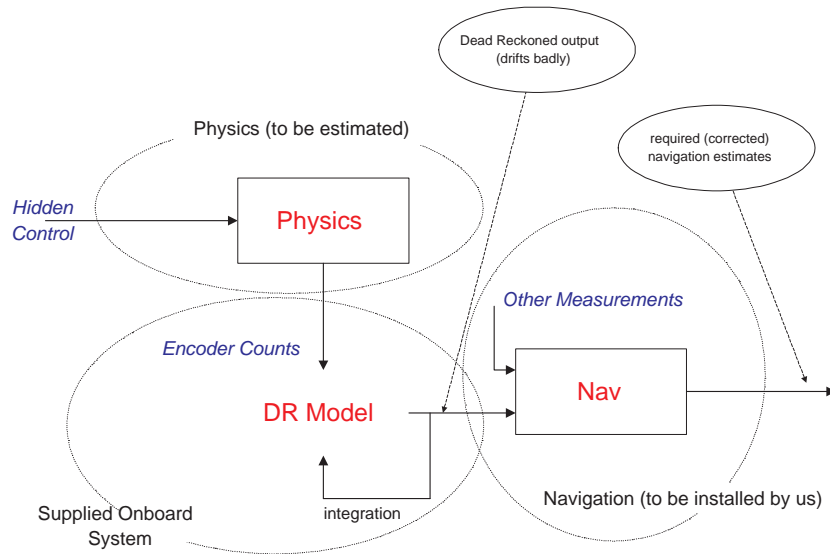 Dead Reckoned output
(drifts badly)
Physics (to be estimated)
required (corrected)
navigation estimates
Hidden
Control
Physics
Other Measurements
Encoder Counts
Nav
DR Model
integration
Navigation (to be installed by us)
Supplied Onboard
System